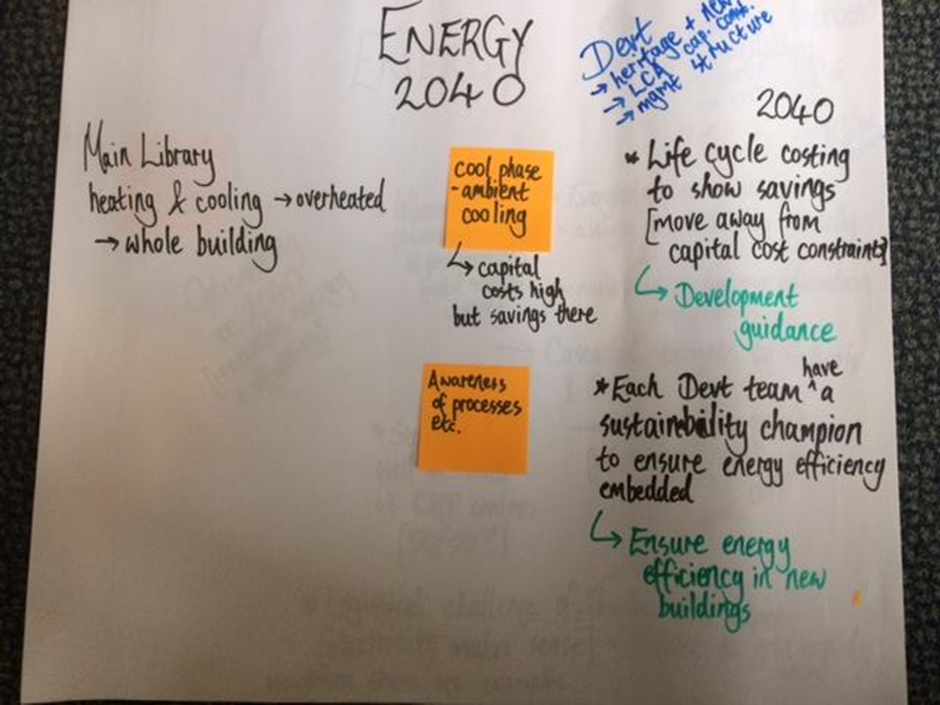 ENERGY
2040
Devt
→ heritage + new
→ LCA cap. const.
→ mgmt structure
Main Library
heating & cooling → overheated
→ whole building
cool phase
- ambient
cooling
↳ capital
costs high
but savings there
Awareness
of processes
etc.
2040
* Life cycle costing
to show savings
[move away from
capital cost constraints]
↳ Development
guidance
* Each Devt team ^have a
sustainability champion
to ensure energy efficiency
embedded
↳ Ensure energy
efficiency in new
buildings